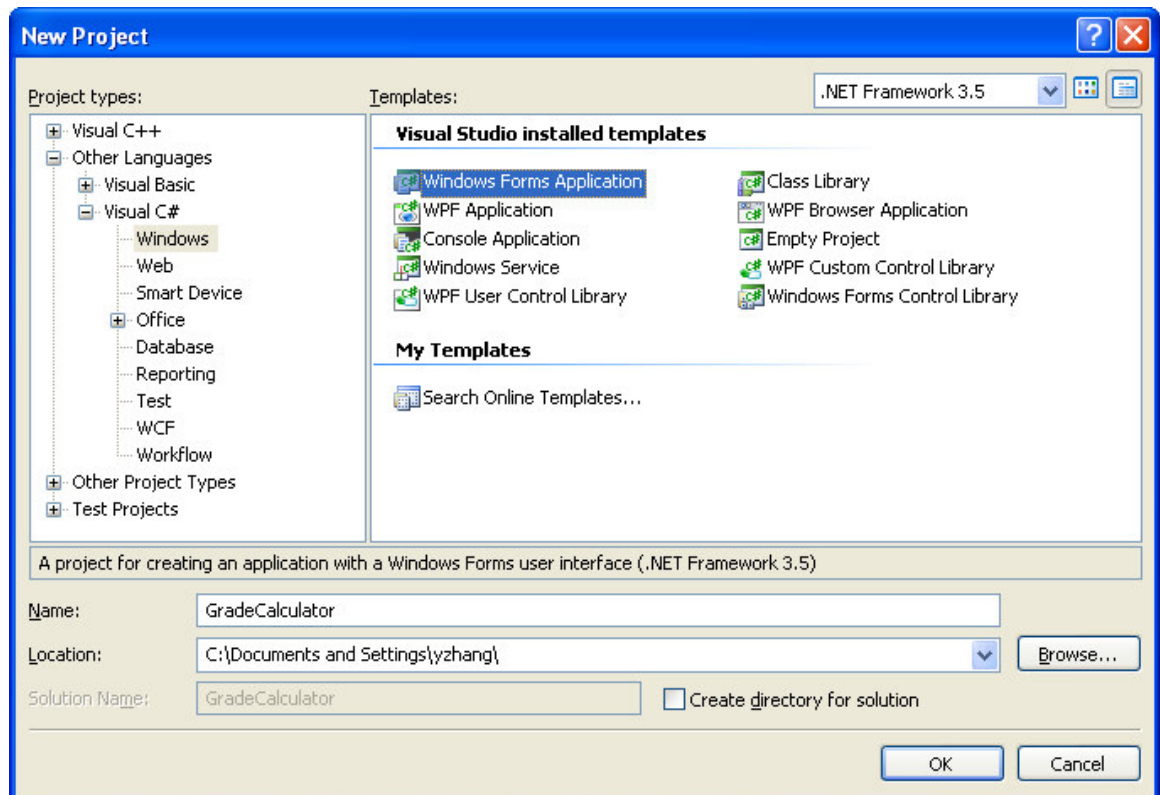 New Project
Project types:
Templates:
.NET Framework 3.5
Visual C++
Other Languages
Visual Basic
Visual C#
Windows
Web
Smart Device
Office
Database
Reporting
Test
WCF
Workflow
Other Project Types
Test Projects
Visual Studio installed templates
Windows Forms Application
Class Library
WPF Application
WPF Browser Application
Console Application
Empty Project
Windows Service
WPF Custom Control Library
WPF User Control Library
Windows Forms Control Library
My Templates
Search Online Templates...
A project for creating an application with a Windows Forms user interface (.NET Framework 3.5)
Name: GradeCalculator
Location: C:\Documents and Settings\yzhang\ Browse...
Solution Name: GradeCalculator Create directory for solution
OK Cancel